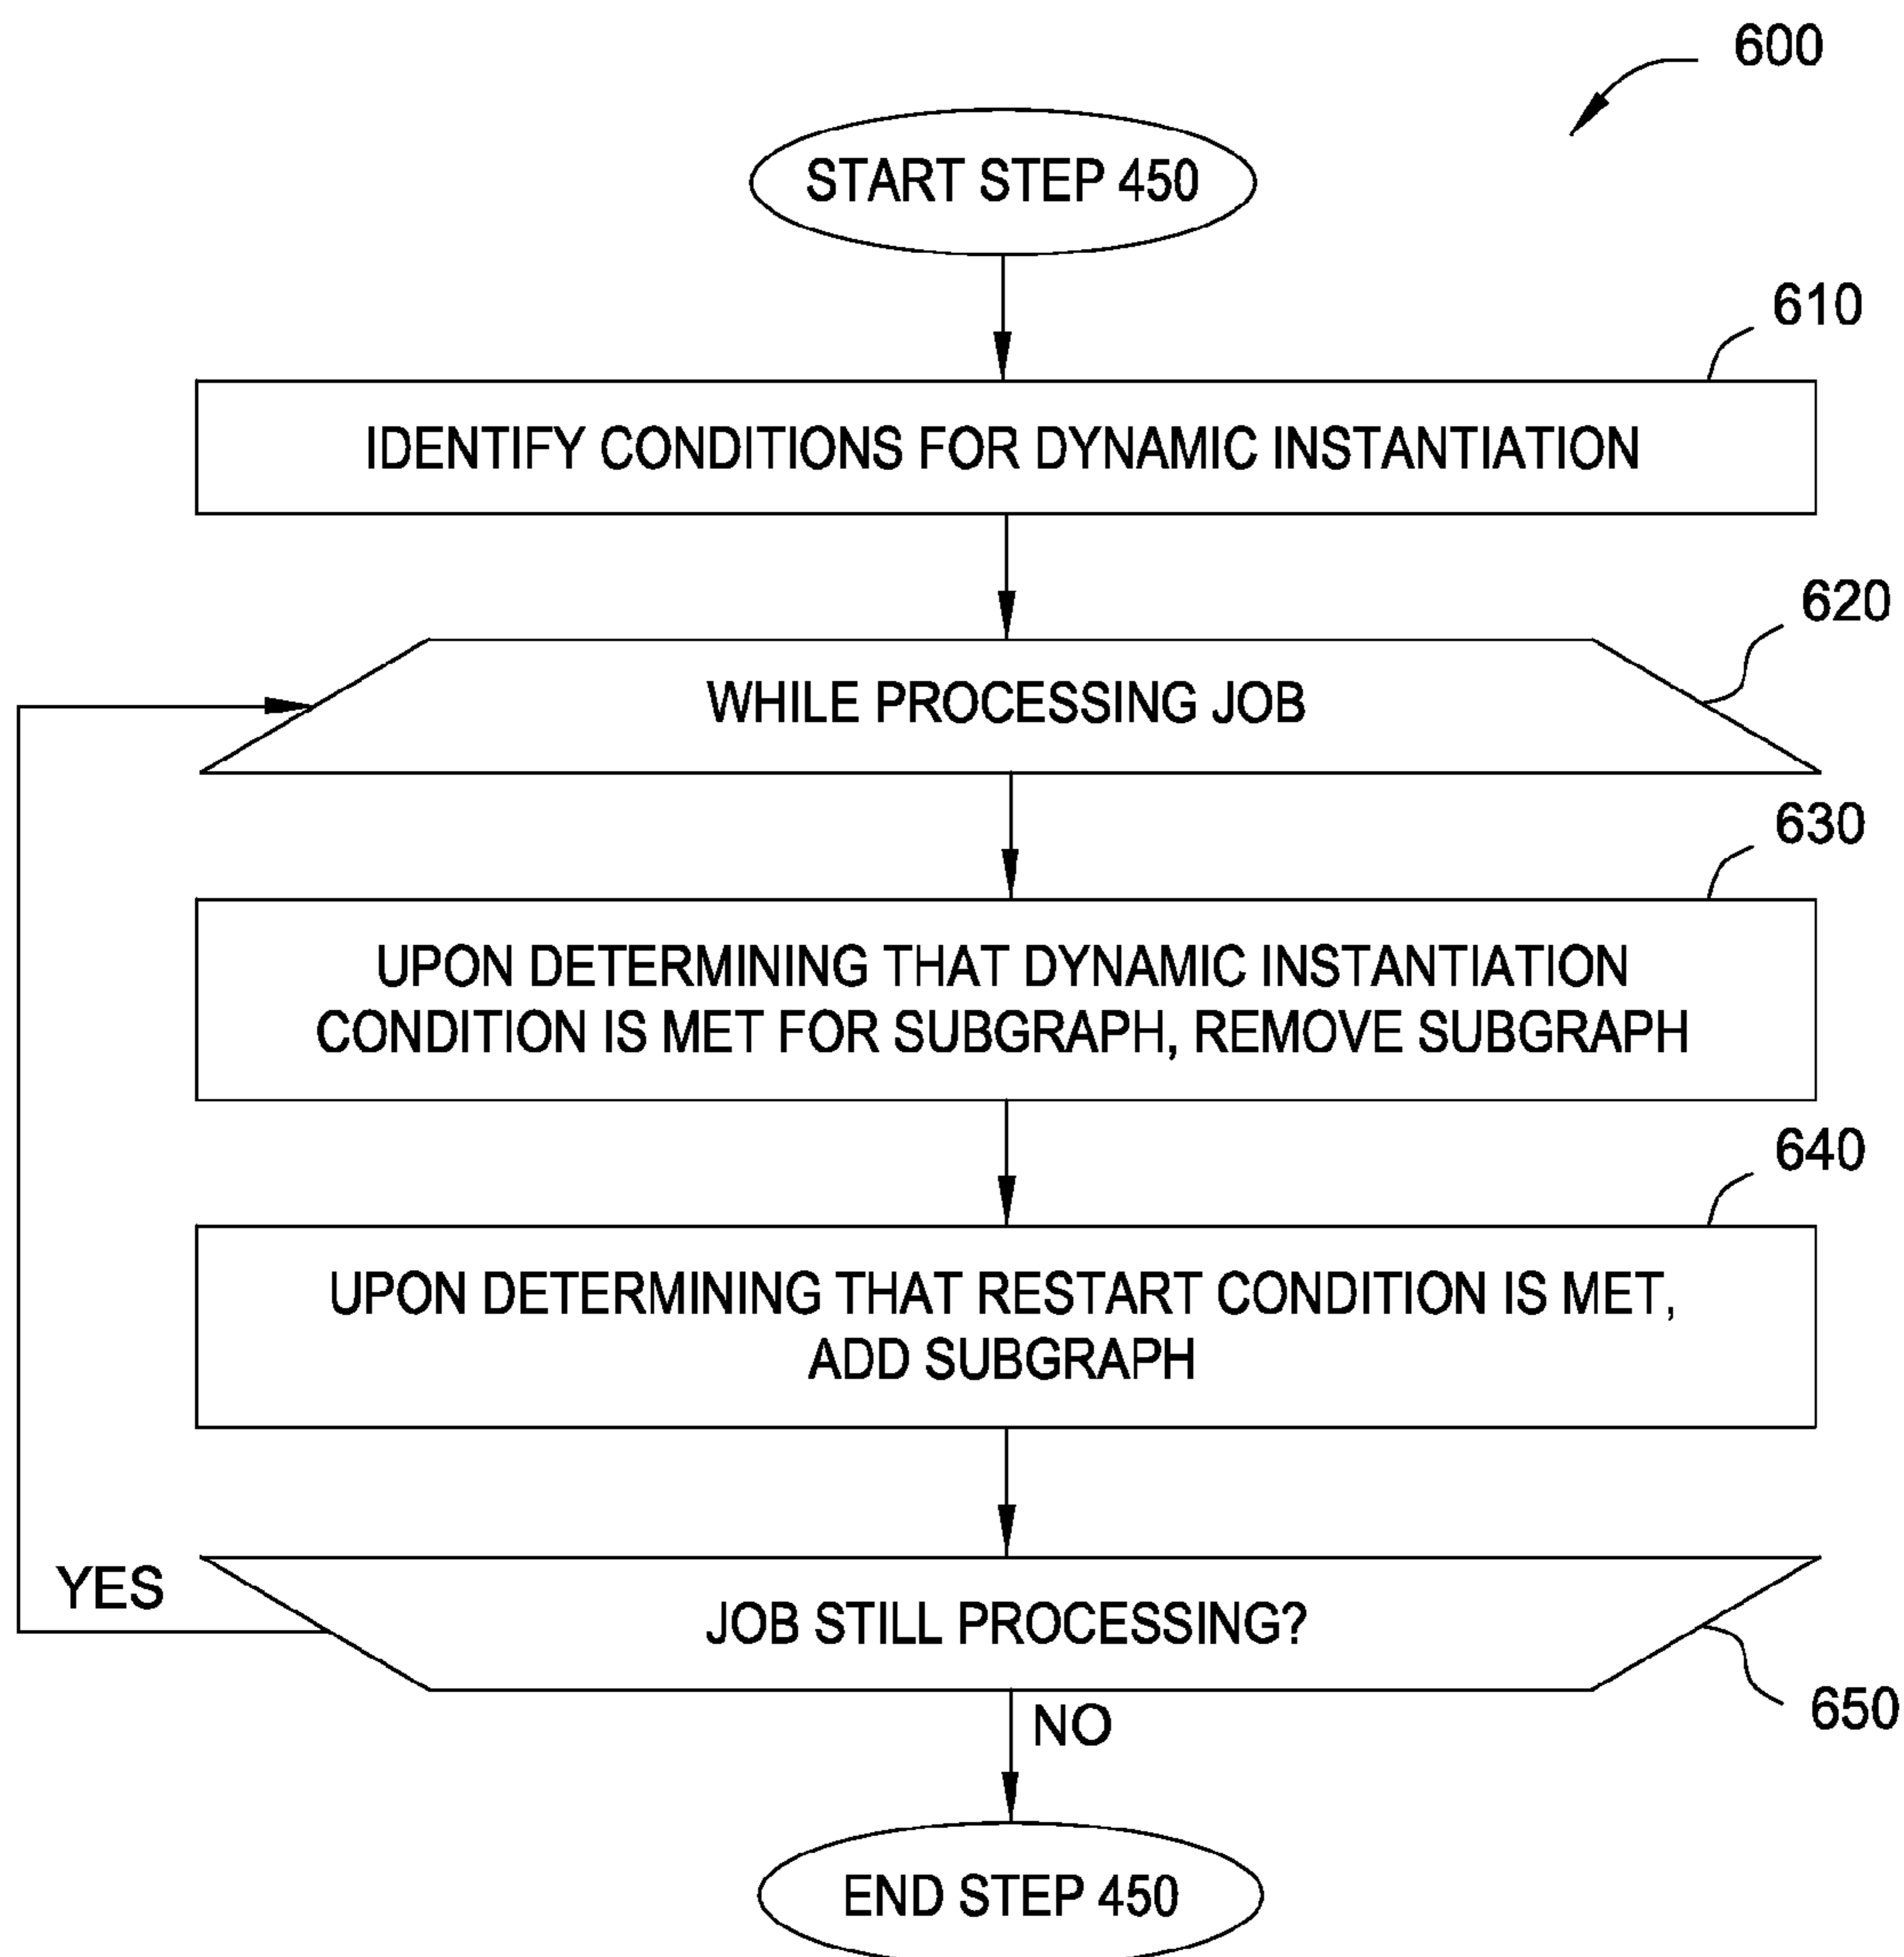 600
START STEP 450
610
IDENTIFY CONDITIONS FOR DYNAMIC INSTANTIATION
620
WHILE PROCESSING JOB
630
UPON DETERMINING THAT DYNAMIC INSTANTIATION
CONDITION IS MET FOR SUBGRAPH, REMOVE SUBGRAPH
640
UPON DETERMINING THAT RESTART CONDITION IS MET,
ADD SUBGRAPH
YES
JOB STILL PROCESSING?
650
NO
END STEP 450